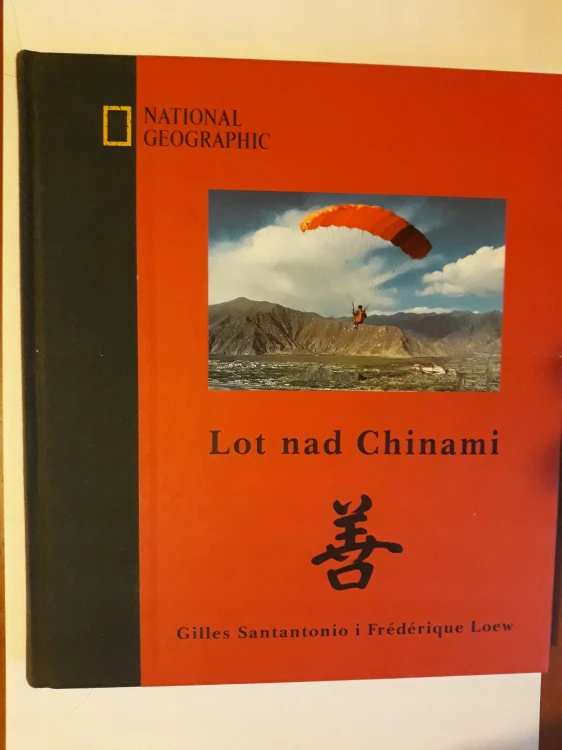 NATIONAL
GEOGRAPHIC
Lot nad Chinami
善
Gilles Santantonio i Frédérique Loew